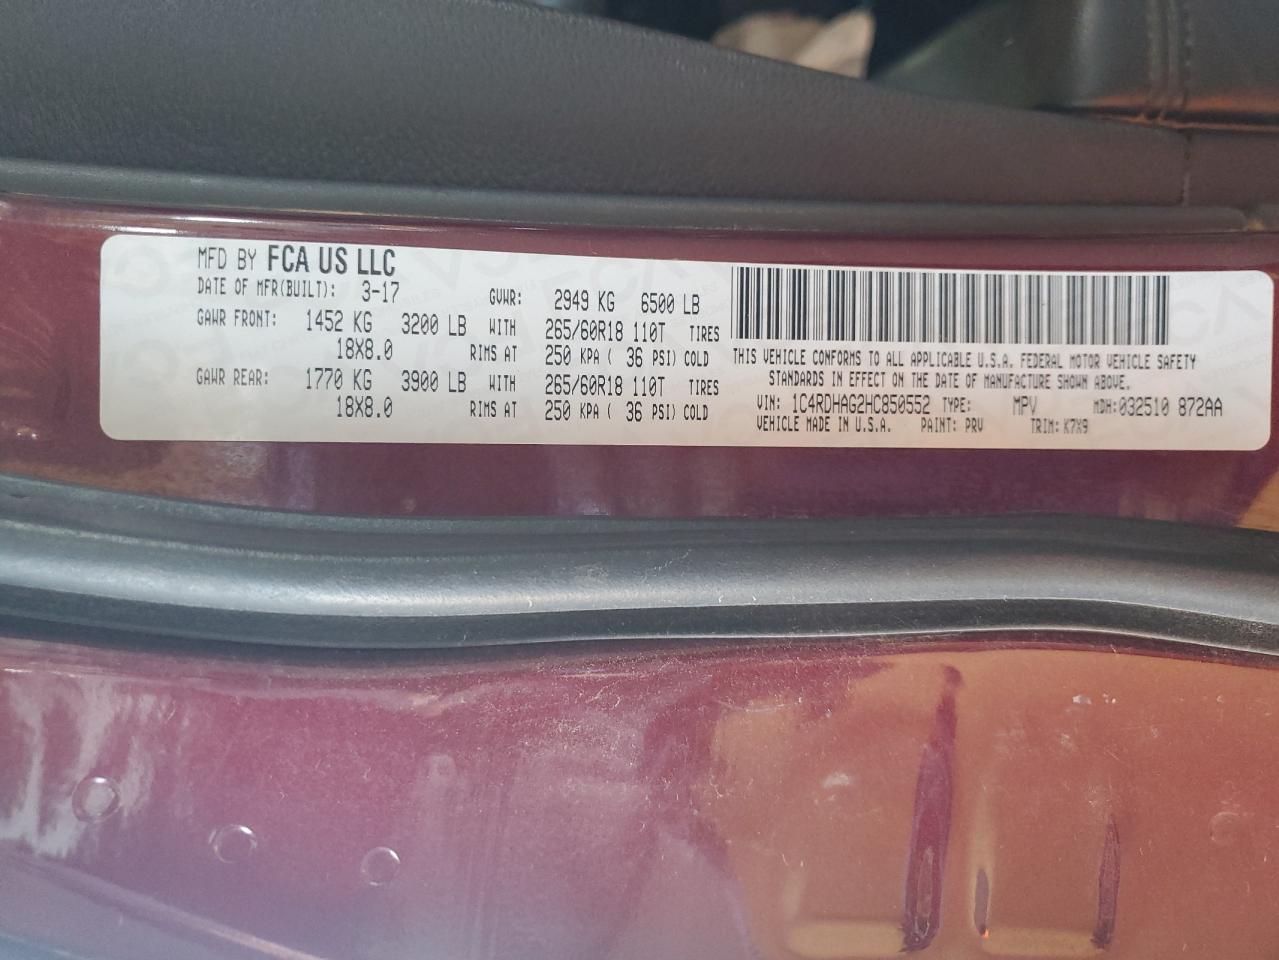 MFD BY FCA US LLC
DATE OF MFR(BUILT): 3-17 GVWR: 2949 KG 6500 LB
GAWR FRONT: 1452 KG 3200 LB WITH 265/60R18 110T TIRES
18X8.0 RIMS AT 250 KPA ( 36 PSI) COLD
GAWR REAR: 1770 KG 3900 LB WITH 265/60R18 110T TIRES
18X8.0 RIMS AT 250 KPA ( 36 PSI) COLD
THIS VEHICLE CONFORMS TO ALL APPLICABLE U.S.A. FEDERAL MOTOR VEHICLE SAFETY
STANDARDS IN EFFECT ON THE DATE OF MANUFACTURE SHOWN ABOVE.
VIN: 1C4RDHAG2HC850552 TYPE: MPV MDH:032510 872AA
VEHICLE MADE IN U.S.A. PAINT: PRV TRIM: K7X9